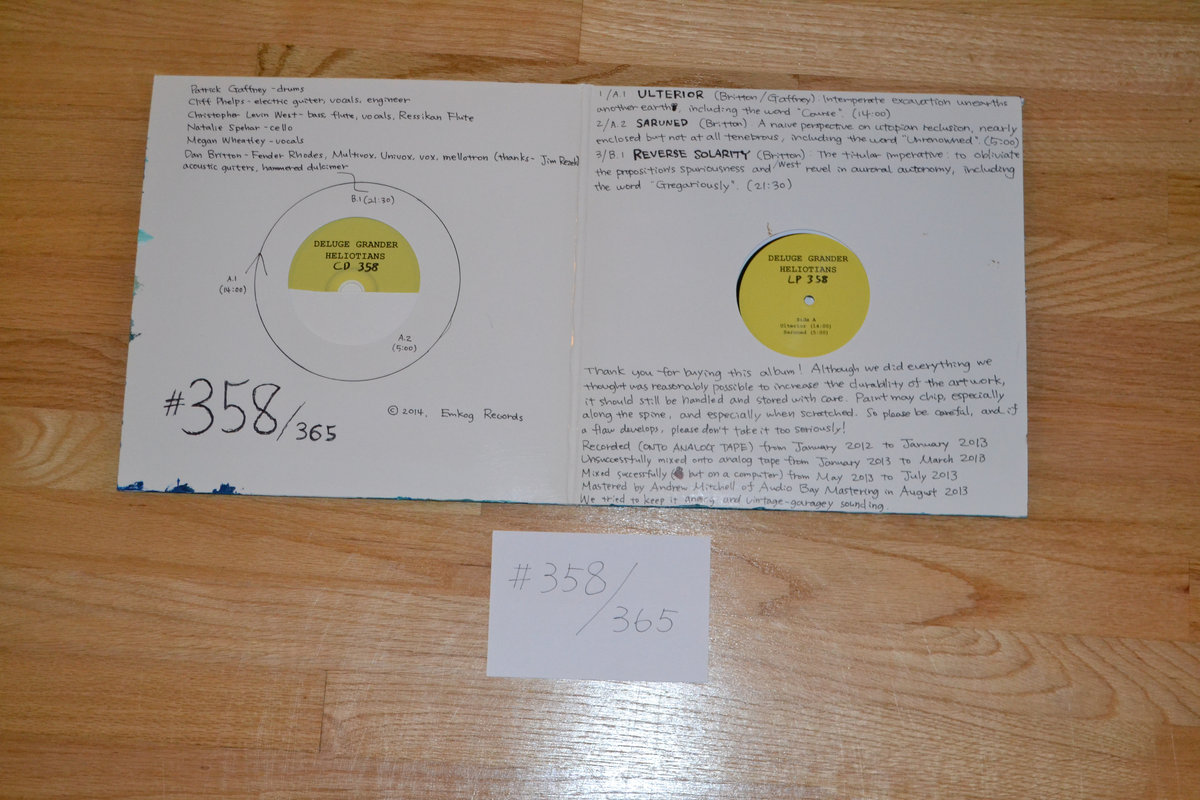 Patrick Gaffney - drums
Cliff Phelps - electric guiter, vocals, engineer
Christopher Levin West - bass, flute, vocals, Ressikan Flute
Natalie Spehar - cello
Megan Wheatley - vocals
Dan Britton - Fender Rhodes, Multivox, Univox, vox, mellotron (thanks - Jim Rezek)
acoustic guiters, hammered dulcimer
B.1 (21:30)
DELUGE GRANDER
HELIOTIANS
CD 358
A.1
(14:00)
A.2
(5:00)
#358/365
© 2014, Emkog Records
1/A.1 ULTERIOR (Britton/Gaffney) Intemperate excavation unearths
another earth, including the word "Course". (14:00)
2/A.2 SARUNED (Britton). A naive perspective on utopian reclusion, nearly
enclosed but not at all tenebrous, including the word "Unrenowned". (5:00)
3/B.1 REVERSE SOLARITY (Britton): The titular imperative: to obliviate
the proposition's spuriousness and West revel in auroral autonomy, including
the word "Gregariously". (21:30)
DELUGE GRANDER
HELIOTIANS
LP 358
Side A
Ulterior (14:00)
Saruned (5:00)
Thank you for buying this album! Although we did everything we
thought was reasonably possible to increase the durability of the artwork,
it should still be handled and stored with care. Paint may chip, especially
along the spine, and especially when scratched. So please be careful, and if
a flaw develops, please don't take it too seriously!
Recorded (ONTO ANALOG TAPE) from January 2012 to January 2013
Unsuccessfully mixed onto analog tape from January 2013 to March 2013
Mixed successfully ( but on a computer) from May 2013 to July 2013
Mastered by Andrew Mitchell of Audio Bay Mastering in August 2013
We tried to keep it and vintage-garagey sounding.
#358/
365